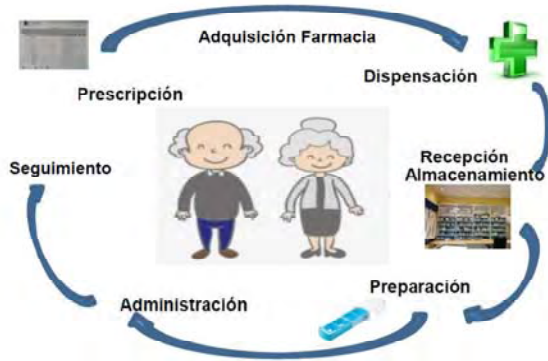 Adquisición Farmacia
Dispensación
Prescripción
Recepción
Almacenamiento
Seguimiento
Preparación
Administración